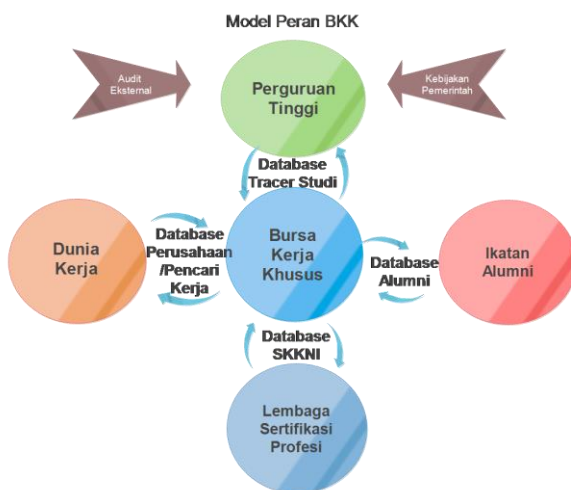 Model Peran BKK
Audit
Eksternal
Perguruan
Tinggi
Kebijakan
Pemerintah
Database
Tracer Studi
Dunia
Kerja
Database
Perusahaan
/Pencari
Kerja
Bursa
Kerja
Khusus
Database
Alumni
Ikatan
Alumni
Database
SKKNI
Lembaga
Sertifikasi
Profesi